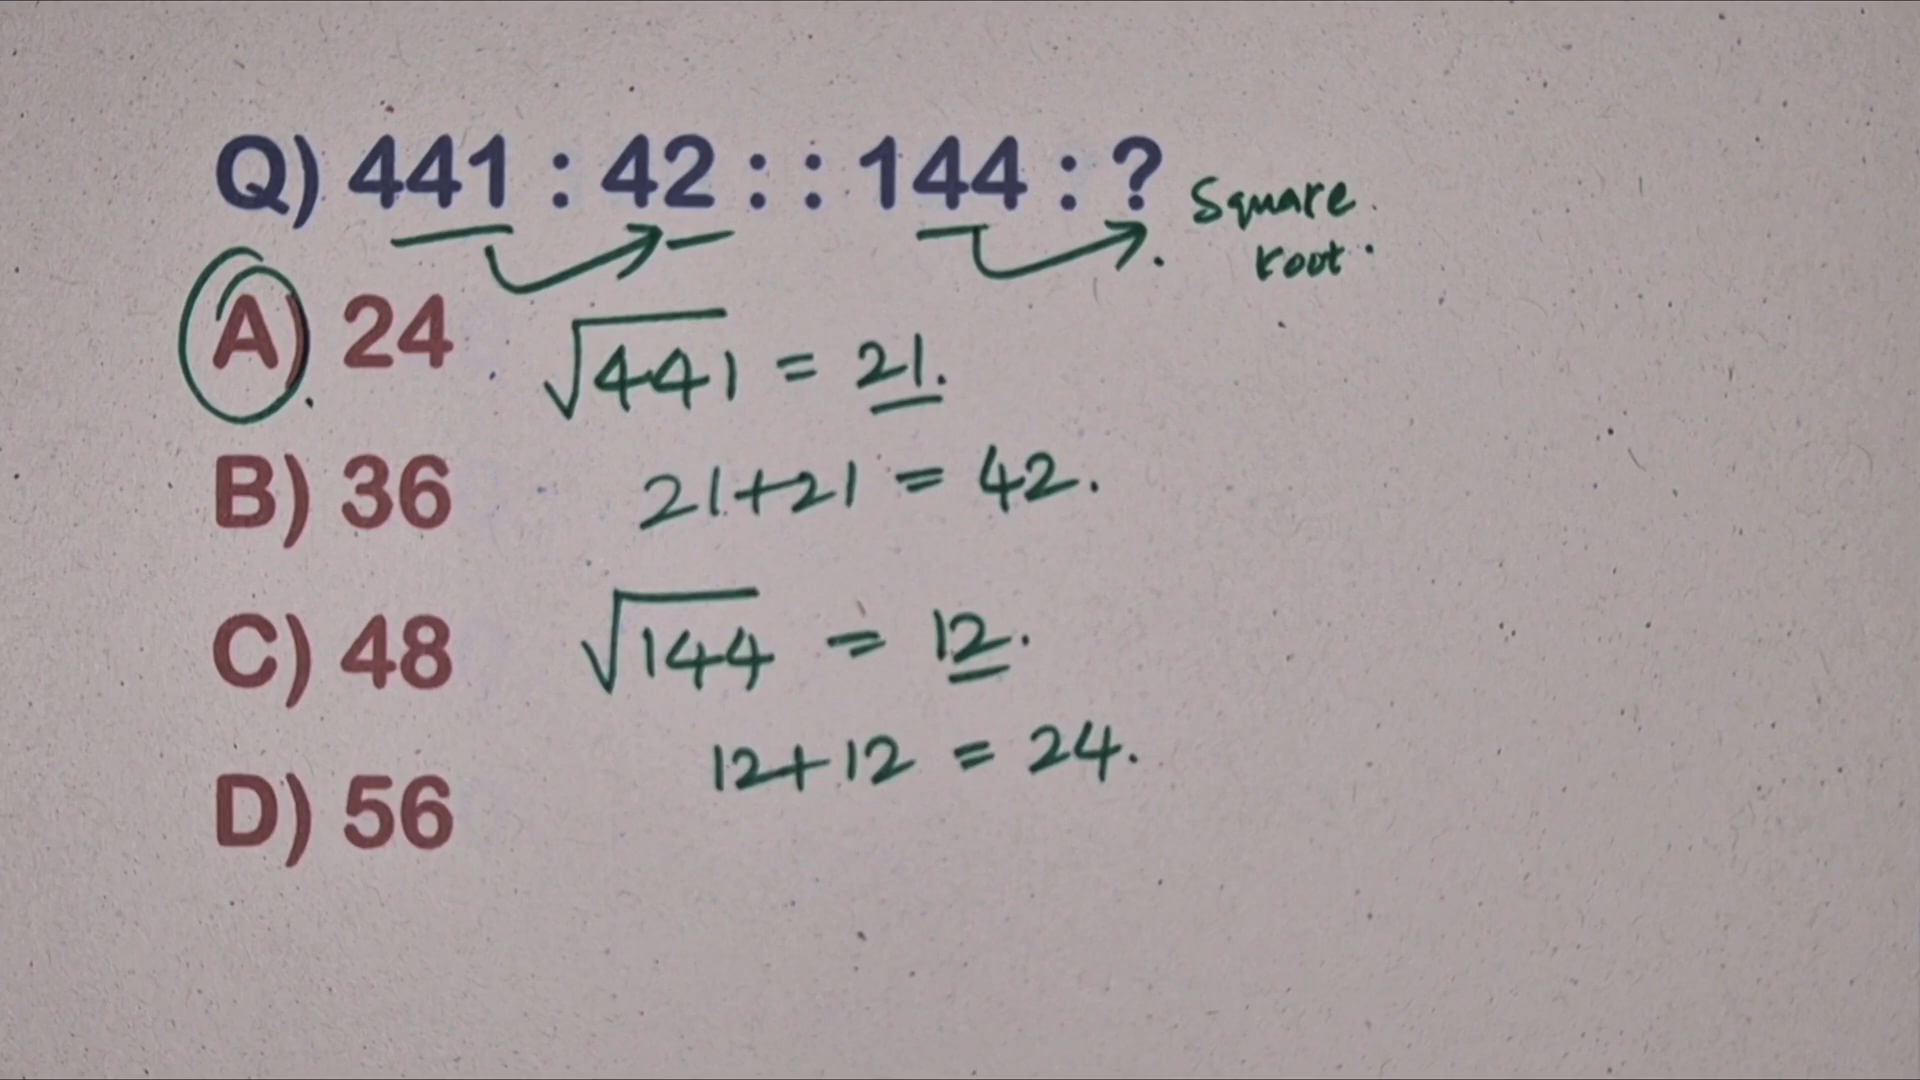 Q) 441 : 42 : : 144 : ?
Square
root.
A) 24
√441 = 21.
B) 36
21+21 = 42.
C) 48
√144 = 12.
12+12 = 24.
D) 56